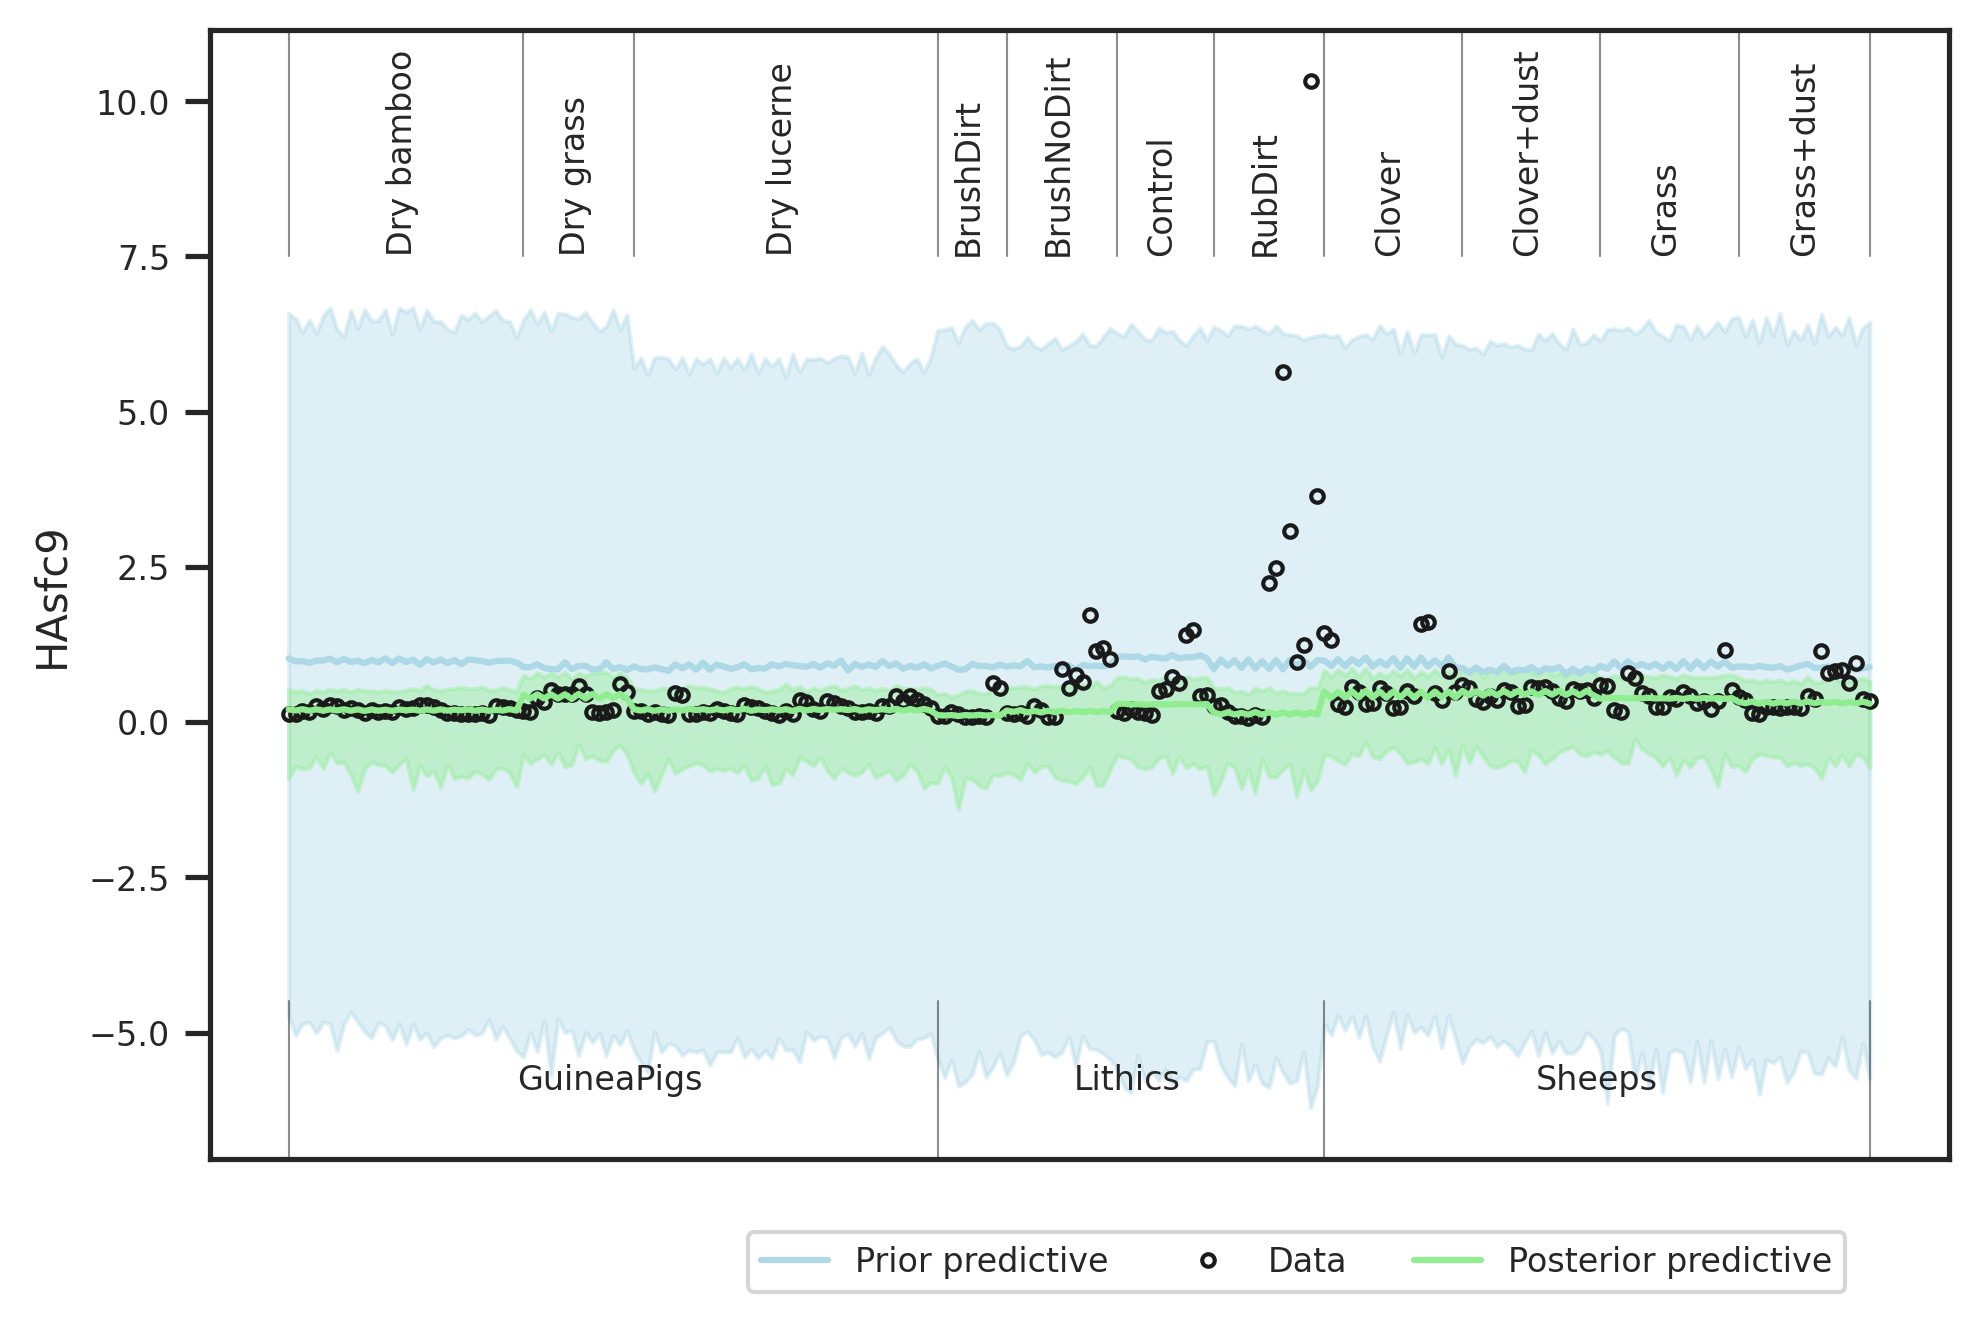 HAsfc9
10.0
7.5
5.0
2.5
0.0
−2.5
−5.0
Dry bamboo
Dry grass
Dry lucerne
BrushDirt
BrushNoDirt
Control
RubDirt
Clover
Clover+dust
Grass
Grass+dust
GuineaPigs
Lithics
Sheeps
Prior predictive
Data
Posterior predictive